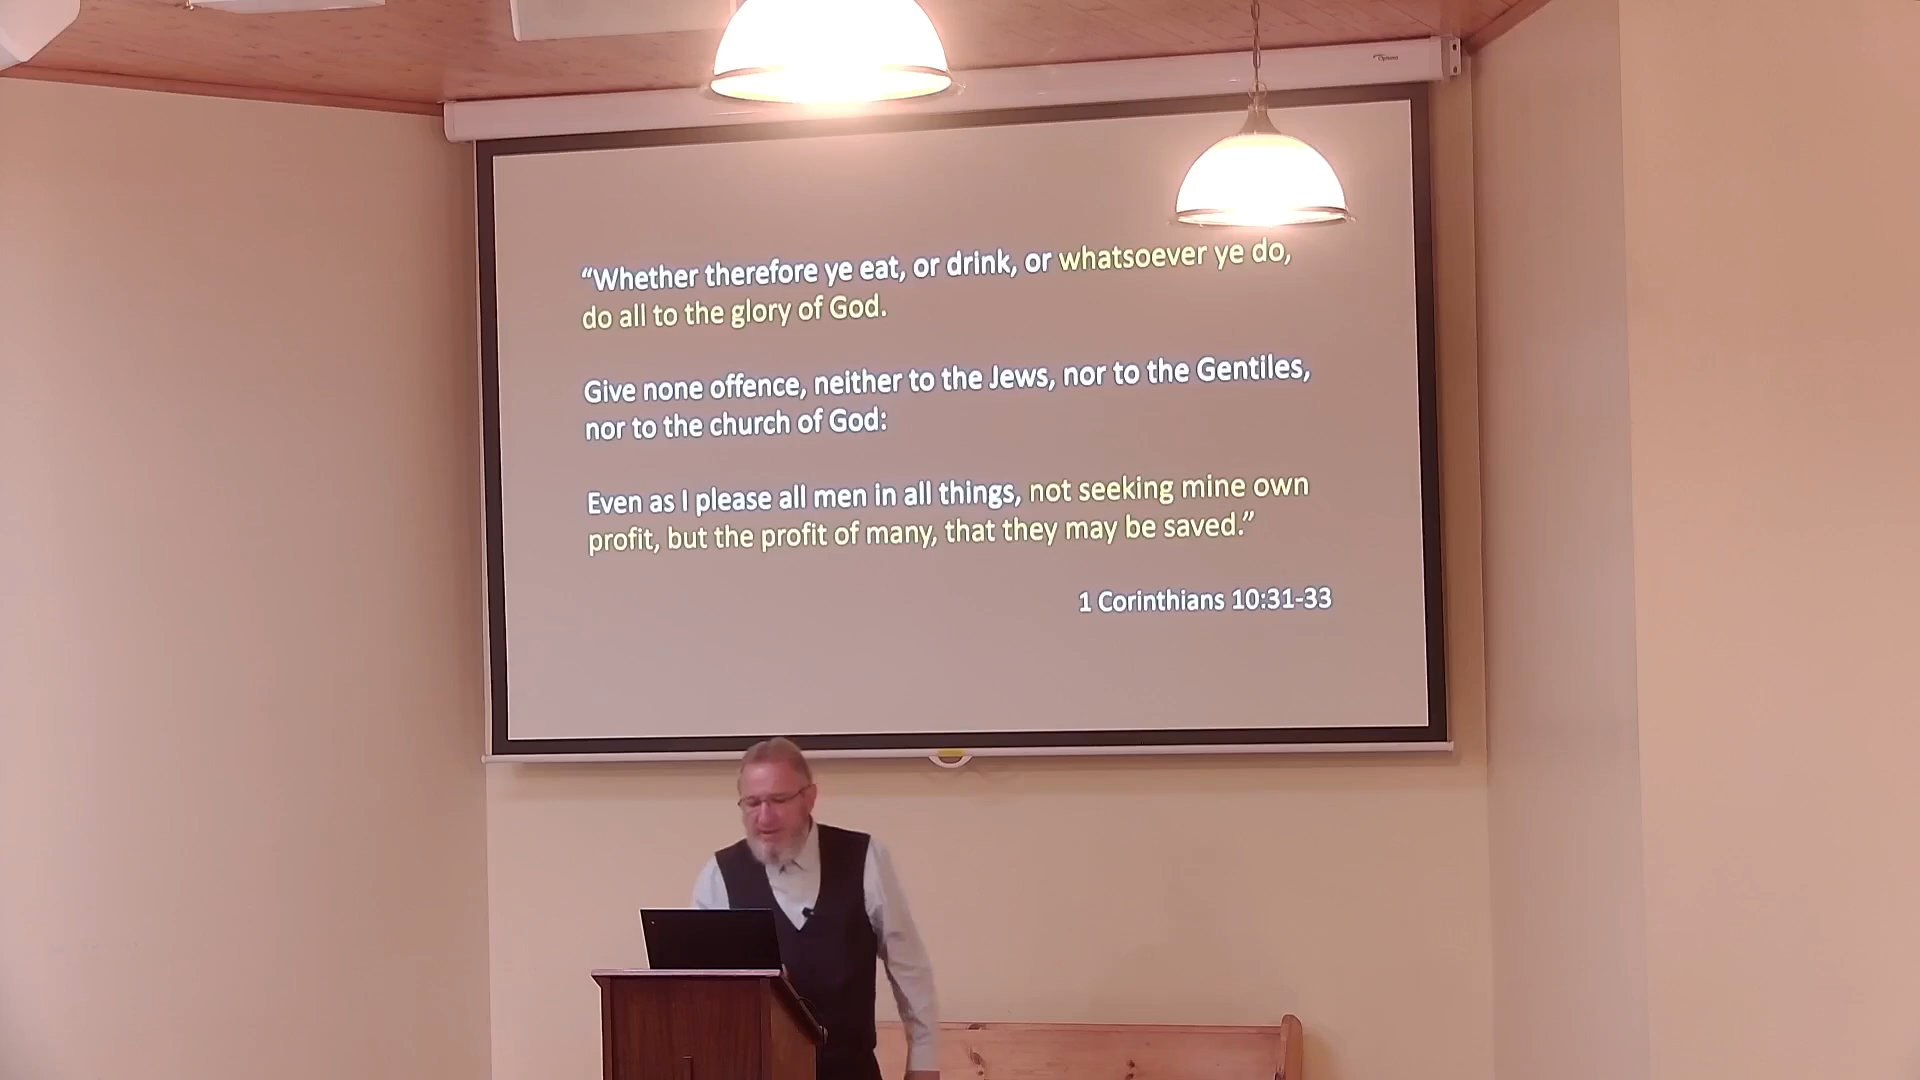 Optoma
“Whether therefore ye eat, or drink, or whatsoever ye do,
do all to the glory of God.
Give none offence, neither to the Jews, nor to the Gentiles,
nor to the church of God:
Even as I please all men in all things, not seeking mine own
profit, but the profit of many, that they may be saved.”
1 Corinthians 10:31-33